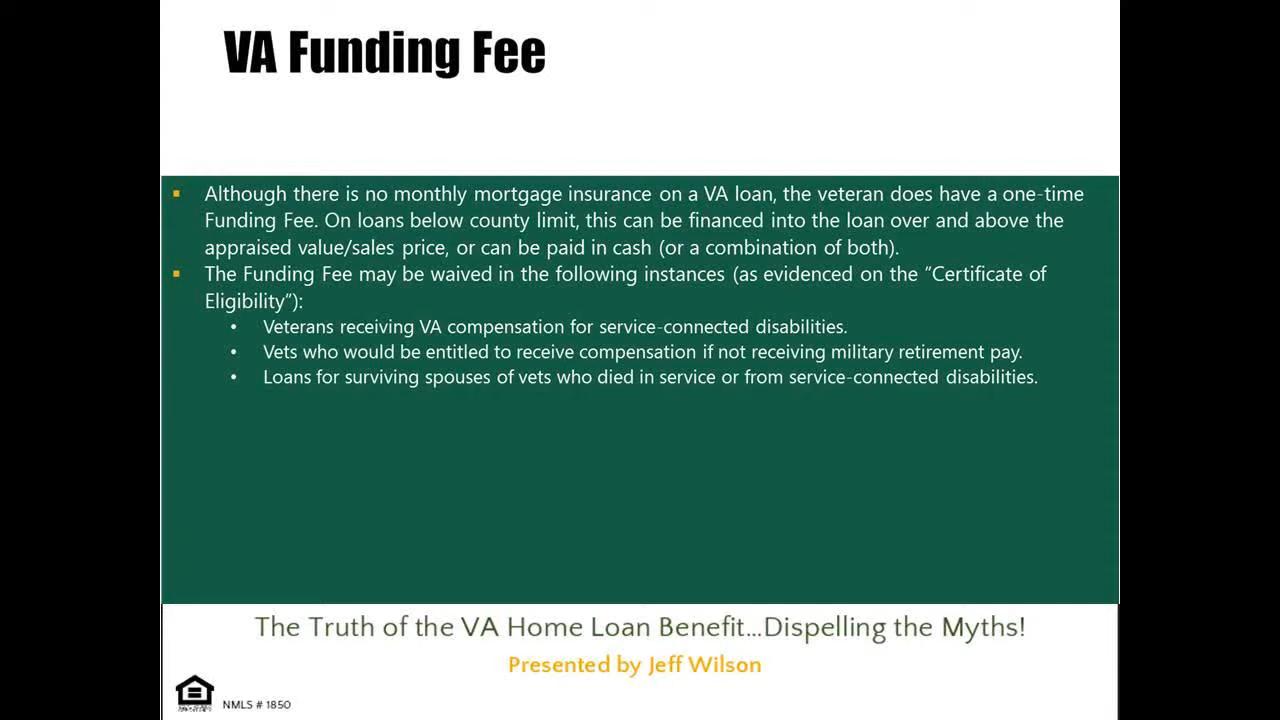 VA Funding Fee
▪ Although there is no monthly mortgage insurance on a VA loan, the veteran does have a one-time
Funding Fee. On loans below county limit, this can be financed into the loan over and above the
appraised value/sales price, or can be paid in cash (or a combination of both).
▪ The Funding Fee may be waived in the following instances (as evidenced on the “Certificate of
Eligibility”):
• Veterans receiving VA compensation for service-connected disabilities.
• Vets who would be entitled to receive compensation if not receiving military retirement pay.
• Loans for surviving spouses of vets who died in service or from service-connected disabilities.
The Truth of the VA Home Loan Benefit...Dispelling the Myths!
Presented by Jeff Wilson
NMLS # 1850